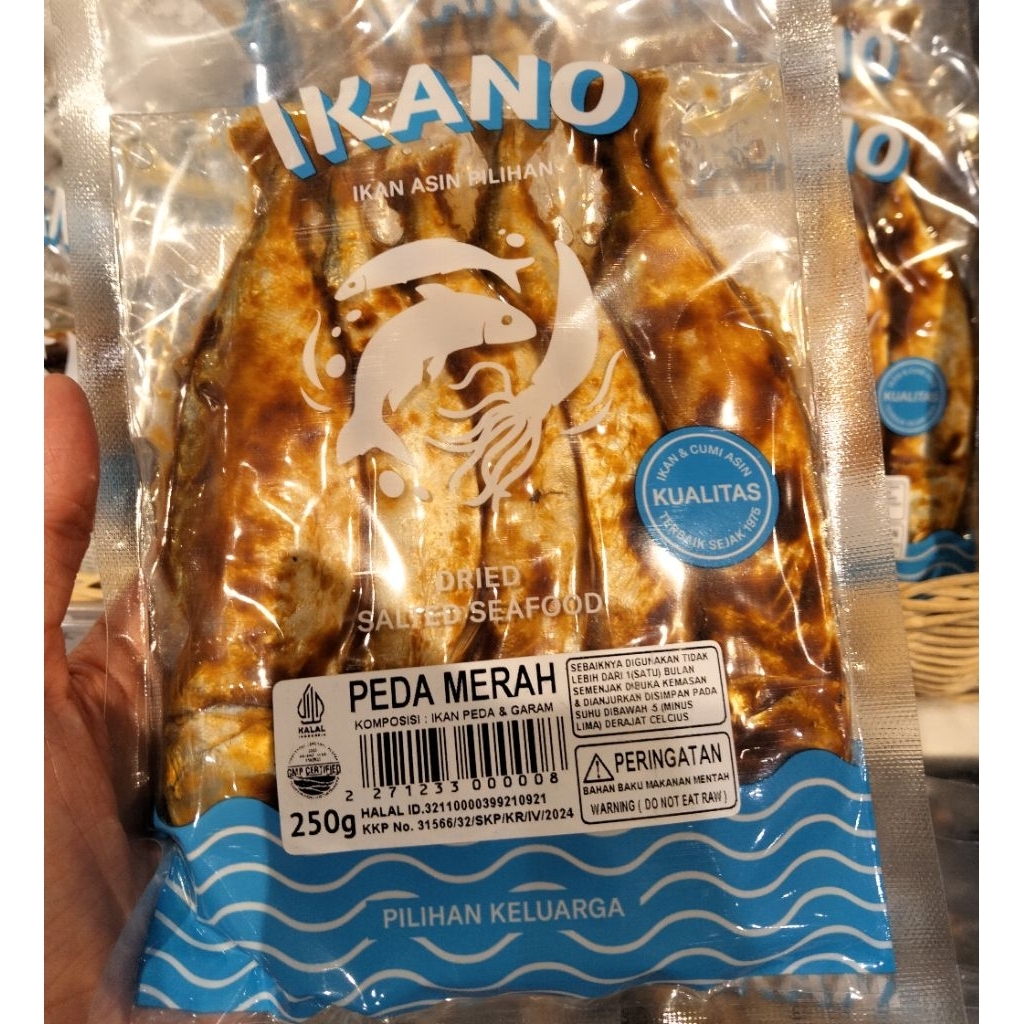 IKANO
IKAN ASIN PILIHAN
IKAN & CUMI ASIN
KUALITAS
TERBAIK SEJAK 1975
DRIED
SALTED SEAFOOD
HALAL
INDONESIA
PEDA MERAH
KOMPOSISI : IKAN PEDA & GARAM
GMP CERTIFIED
2 271233 000008
250g
HALAL ID.32110000399210921
KKP No. 31566/32/SKP/KR/IV/2024
SEBAIKNYA DIGUNAKAN TIDAK
LEBIH DARI 1(SATU) BULAN
SEMENJAK DIBUKA KEMASAN
& DIANJURKAN DISIMPAN PADA
SUHU DIBAWAH -5 (MINUS
LIMA) DERAJAT CELCIUS
PERINGATAN
BAHAN BAKU MAKANAN MENTAH
WARNING ( DO NOT EAT RAW )
PILIHAN KELUARGA
NO
KUALITAS